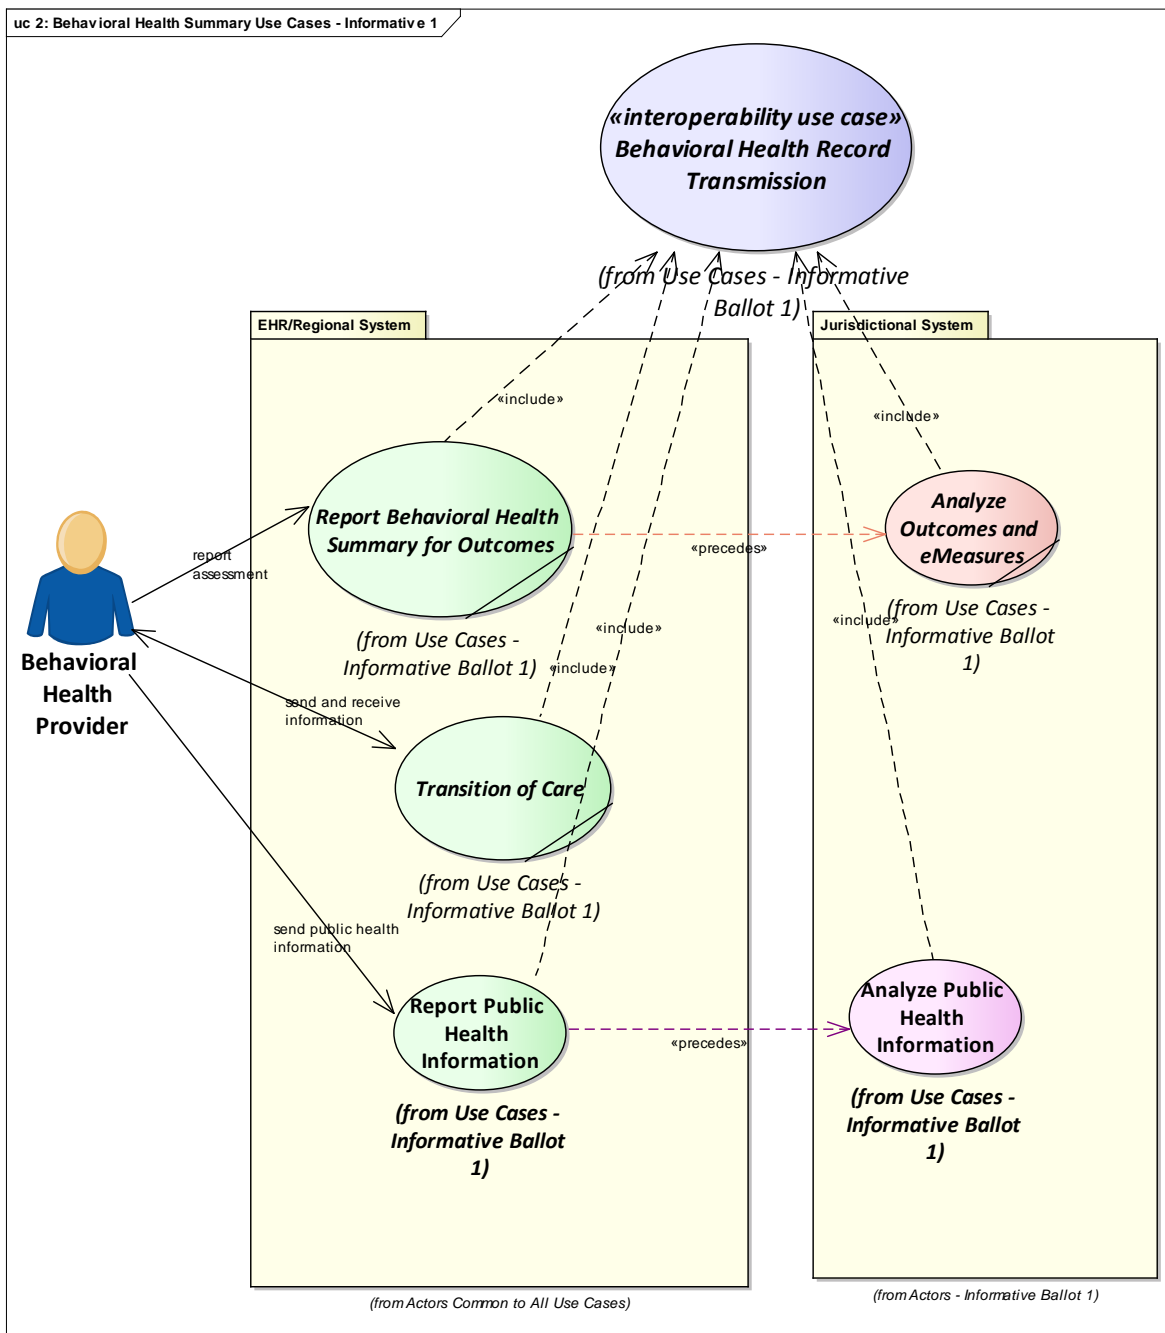 uc 2: Behavioral Health Summary Use Cases - Informative 1
«interoperability use case»
Behavioral Health Record
Transmission
(from Use Cases - Informative
Ballot 1)
EHR/Regional System
Jurisdictional System
«include»
«include»
Report Behavioral Health
Summary for Outcomes
Analyze
Outcomes and
eMeasures
«precedes»
report
assessment
(from Use Cases -
Informative Ballot 1)
«include»
«include»
«include»
(from Use Cases -
Informative Ballot
1)
Behavioral
Health
Provider
send and receive
information
Transition of Care
(from Use Cases -
Informative Ballot 1)
send public health
information
Report Public
Health
Information
«precedes»
Analyze Public
Health
Information
(from Use Cases -
Informative Ballot
1)
(from Use Cases -
Informative Ballot
1)
(from Actors Common to All Use Cases)
(from Actors - Informative Ballot 1)